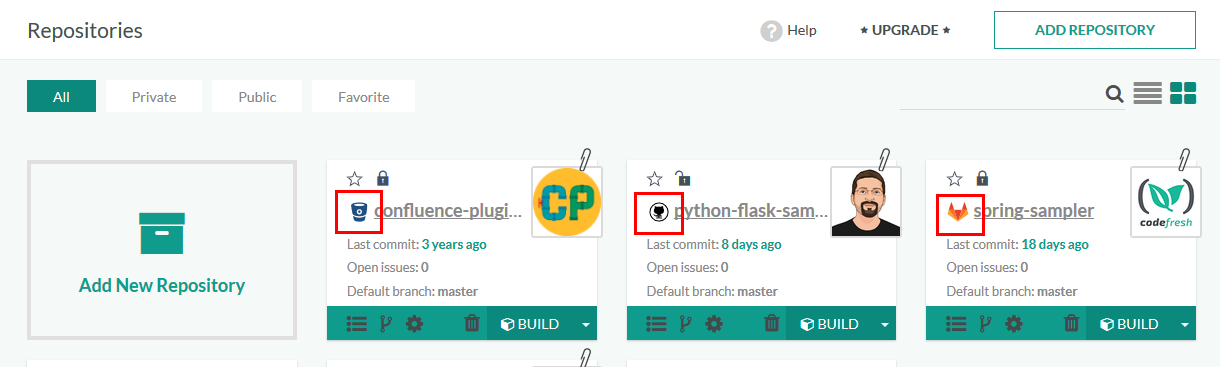 Repositories
? Help
★ UPGRADE ★
ADD REPOSITORY
All
Private
Public
Favorite
Add New Repository
confluence-plugi...
CP
Last commit: 3 years ago
Open issues: 0
Default branch: master
BUILD
python-flask-sam...
Last commit: 8 days ago
Open issues: 0
Default branch: master
BUILD
spring-sampler
codefresh
Last commit: 18 days ago
Open issues: 0
Default branch: master
BUILD